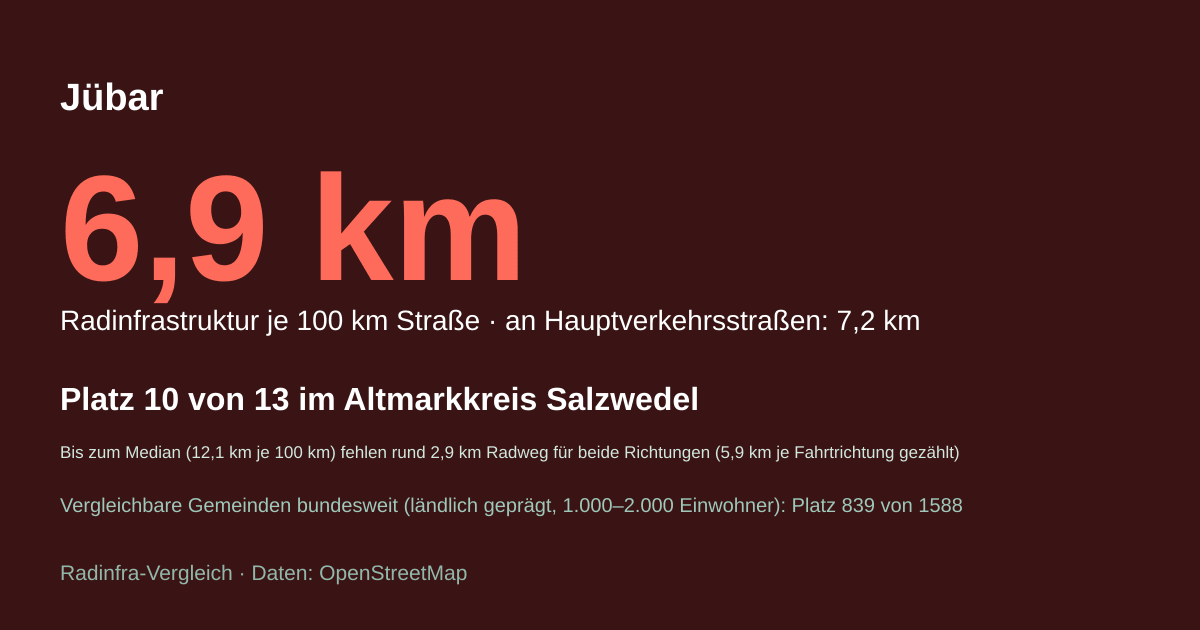 Jübar
6,9 km
Radinfrastruktur je 100 km Straße · an Hauptverkehrsstraßen: 7,2 km
Platz 10 von 13 im Altmarkkreis Salzwedel
Bis zum Median (12,1 km je 100 km) fehlen rund 2,9 km Radweg für beide Richtungen (5,9 km je Fahrtrichtung gezählt)
Vergleichbare Gemeinden bundesweit (ländlich geprägt, 1.000–2.000 Einwohner): Platz 839 von 1588
Radinfra-Vergleich · Daten: OpenStreetMap